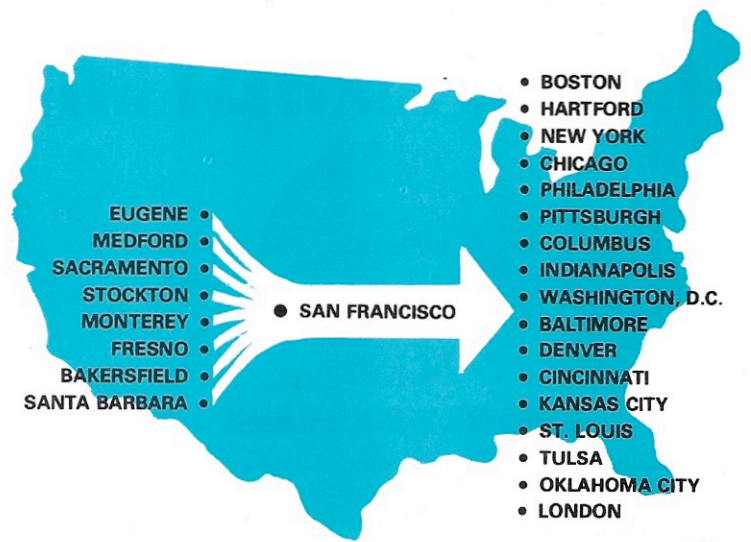 EUGENE
MEDFORD
SACRAMENTO
STOCKTON
MONTEREY
FRESNO
BAKERSFIELD
SANTA BARBARA
SAN FRANCISCO
BOSTON
HARTFORD
NEW YORK
CHICAGO
PHILADELPHIA
PITTSBURGH
COLUMBUS
INDIANAPOLIS
WASHINGTON, D.C.
BALTIMORE
DENVER
CINCINNATI
KANSAS CITY
ST. LOUIS
TULSA
OKLAHOMA CITY
LONDON